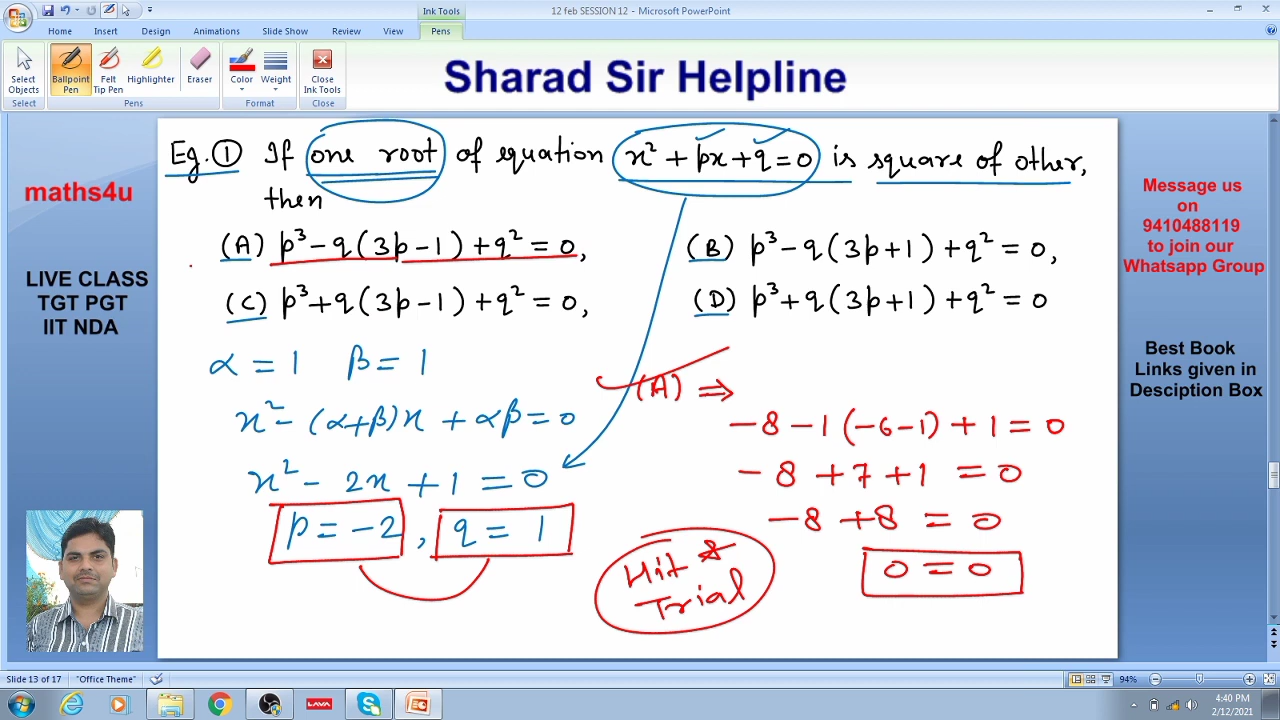 Ink Tools
12 feb SESSION 12 - Microsoft PowerPoint
Home Insert Design Animations Slide Show Review View Pens
Select Objects
Ballpoint Pen
Felt Tip Pen
Highlighter
Eraser
Color
Weight
Close Ink Tools
Select
Pens
Format
Close
Sharad Sir Helpline
maths4u
LIVE CLASS
TGT PGT
IIT NDA
Eg. ① If one root of equation x² + px + q = 0 is square of other,
then
(A) p³ - q(3p - 1) + q² = 0,
(B) p³ - q(3p + 1) + q² = 0,
(C) p³ + q(3p - 1) + q² = 0,
(D) p³ + q(3p + 1) + q² = 0
α = 1 β = 1
x² - (α+β)x + αβ = 0
x² - 2x + 1 = 0
p = -2, q = 1
(A) ⇒
-8 - 1(-6 - 1) + 1 = 0
-8 + 7 + 1 = 0
-8 + 8 = 0
0 = 0
Hit &
Trial
Message us
on
9410488119
to join our
Whatsapp Group
Best Book
Links given in
Desciption Box
Slide 13 of 17
"Office Theme"
94%
LAVA
4:40 PM
2/12/2021